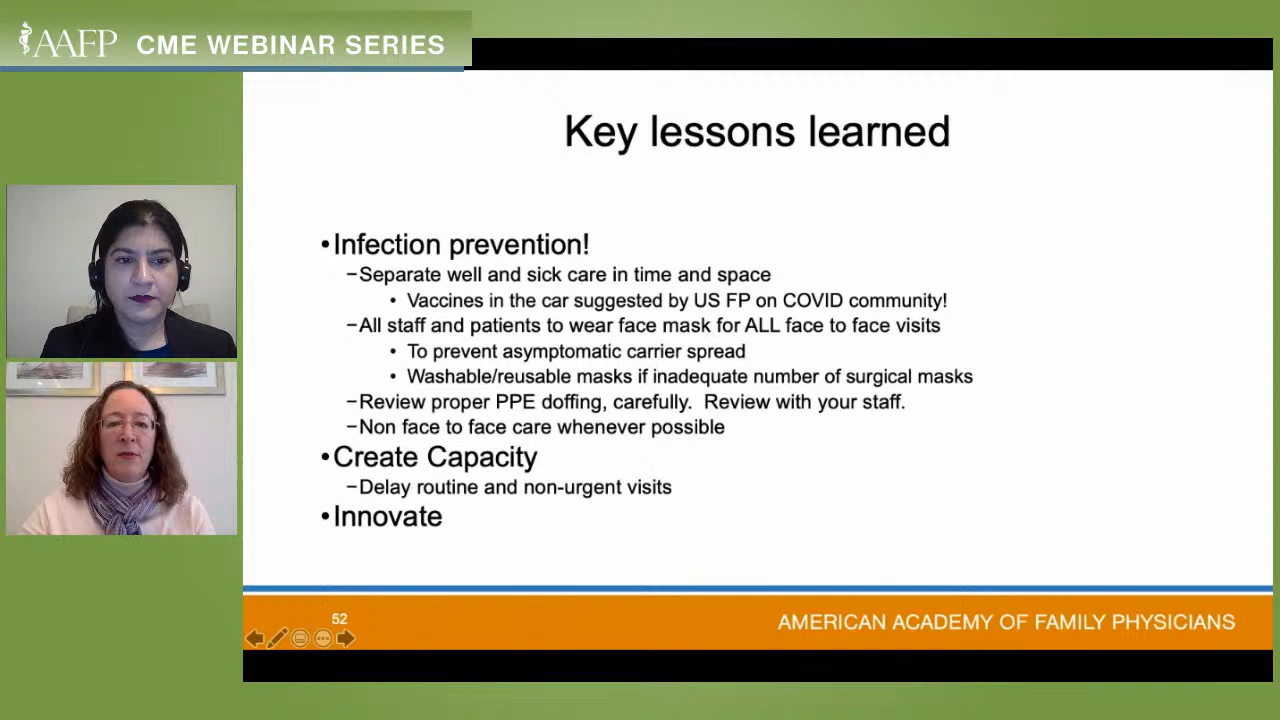 AAFP CME WEBINAR SERIES
Key lessons learned
•Infection prevention!
–Separate well and sick care in time and space
• Vaccines in the car suggested by US FP on COVID community!
–All staff and patients to wear face mask for ALL face to face visits
• To prevent asymptomatic carrier spread
• Washable/reusable masks if inadequate number of surgical masks
–Review proper PPE doffing, carefully. Review with your staff.
–Non face to face care whenever possible
•Create Capacity
–Delay routine and non-urgent visits
•Innovate
52
AMERICAN ACADEMY OF FAMILY PHYSICIANS